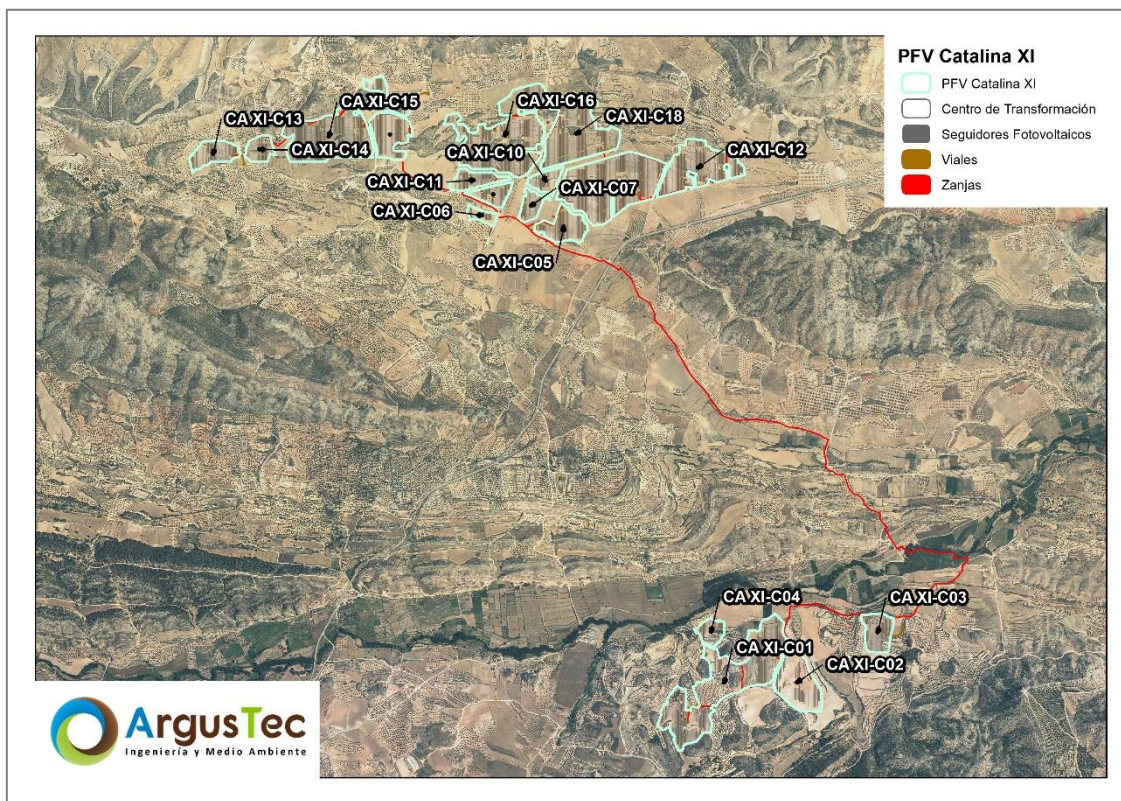 PFV Catalina XI
PFV Catalina XI
Centro de Transformación
Seguidores Fotovoltaicos
Viales
Zanjas
CA XI-C15
CA XI-C16
CA XI-C13
CA XI-C18
CA XI-C14
CA XI-C10
CA XI-C12
CA XI-C11
CA XI-C07
CA XI-C06
CA XI-C05
CA XI-C04
CA XI-C03
CA XI-C01
CA XI-C02
ArgusTec
Ingeniería y Medio Ambiente